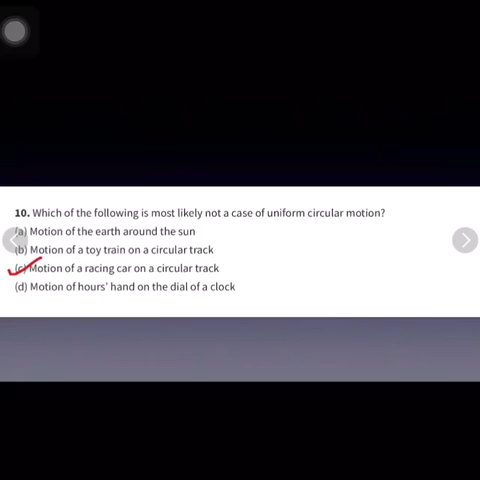 10. Which of the following is most likely not a case of uniform circular motion?
(a) Motion of the earth around the sun
(b) Motion of a toy train on a circular track
(c) Motion of a racing car on a circular track
(d) Motion of hours' hand on the dial of a clock